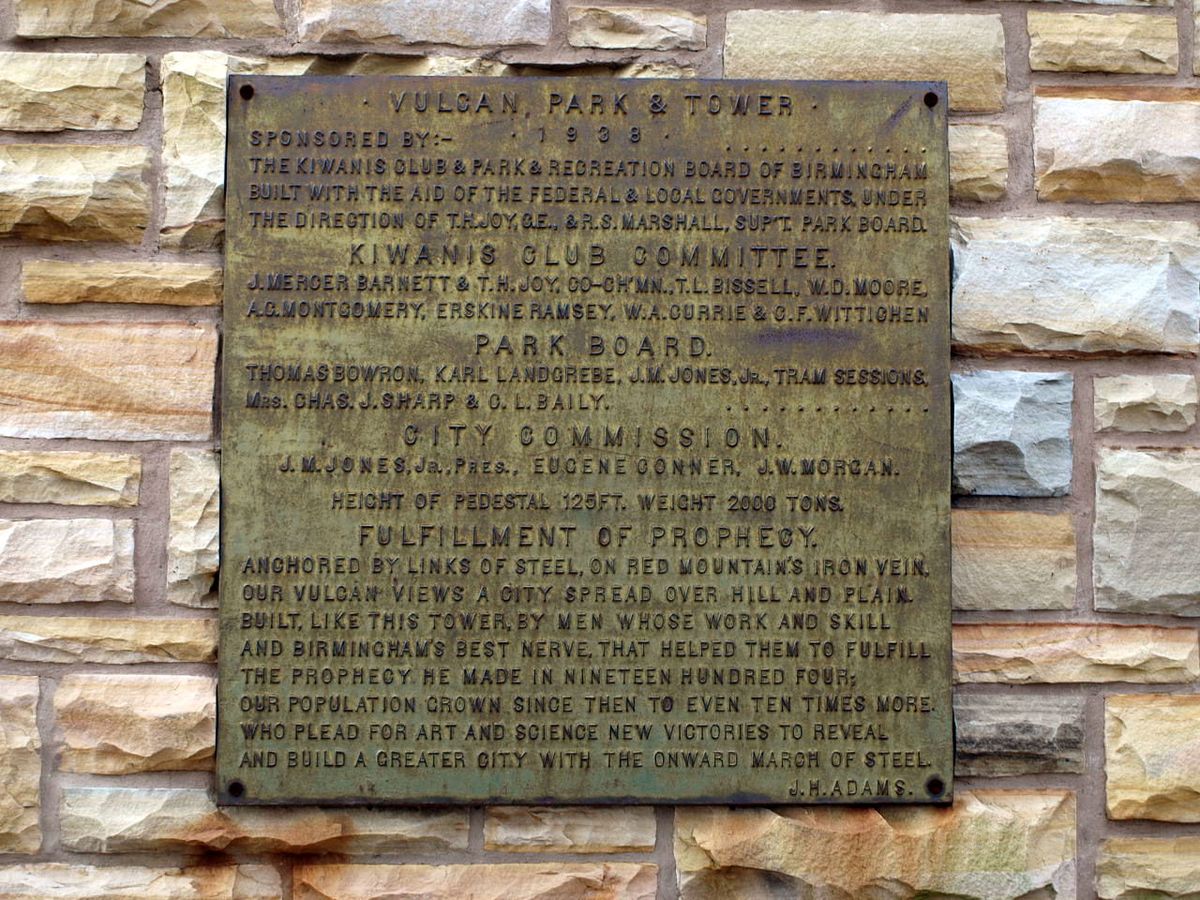 · VULCAN, PARK & TOWER ·
SPONSORED BY:- · 1938 · . . . . . . . . . . . .
THE KIWANIS CLUB & PARK & RECREATION BOARD OF BIRMINGHAM
BUILT WITH THE AID OF THE FEDERAL & LOCAL GOVERNMENTS, UNDER
THE DIRECTION OF T.H.JOY,C.E., & R.S.MARSHALL, SUP'T. PARK BOARD.
KIWANIS CLUB COMMITTEE.
J.MERCER BARNETT & T.H.JOY, CO-CH'MN., T.L.BISSELL, W.D.MOORE,
A.C.MONTGOMERY, ERSKINE RAMSEY, W.A.CURRIE & C.F.WITTICHEN
PARK BOARD.
THOMAS BOWRON, KARL LANDGREBE, J.M.JONES,JR., TRAM SESSIONS,
MRS. CHAS. J.SHARP & C.L.BAILY. . . . . . . . . . . . .
CITY COMMISSION.
J.M.JONES,JR.,PRES., EUGENE CONNER, J.W.MORGAN.
HEIGHT OF PEDESTAL 125FT. WEIGHT 2000 TONS.
FULFILLMENT OF PROPHECY.
ANCHORED BY LINKS OF STEEL, ON RED MOUNTAIN'S IRON VEIN,
OUR VULCAN VIEWS A CITY SPREAD OVER HILL AND PLAIN.
BUILT, LIKE THIS TOWER, BY MEN WHOSE WORK AND SKILL
AND BIRMINGHAM'S BEST NERVE, THAT HELPED THEM TO FULFILL
THE PROPHECY HE MADE IN NINETEEN HUNDRED FOUR;
OUR POPULATION GROWN SINCE THEN TO EVEN TEN TIMES MORE.
WHO PLEAD FOR ART AND SCIENCE NEW VICTORIES TO REVEAL
AND BUILD A GREATER CITY WITH THE ONWARD MARCH OF STEEL.
J.H.ADAMS.